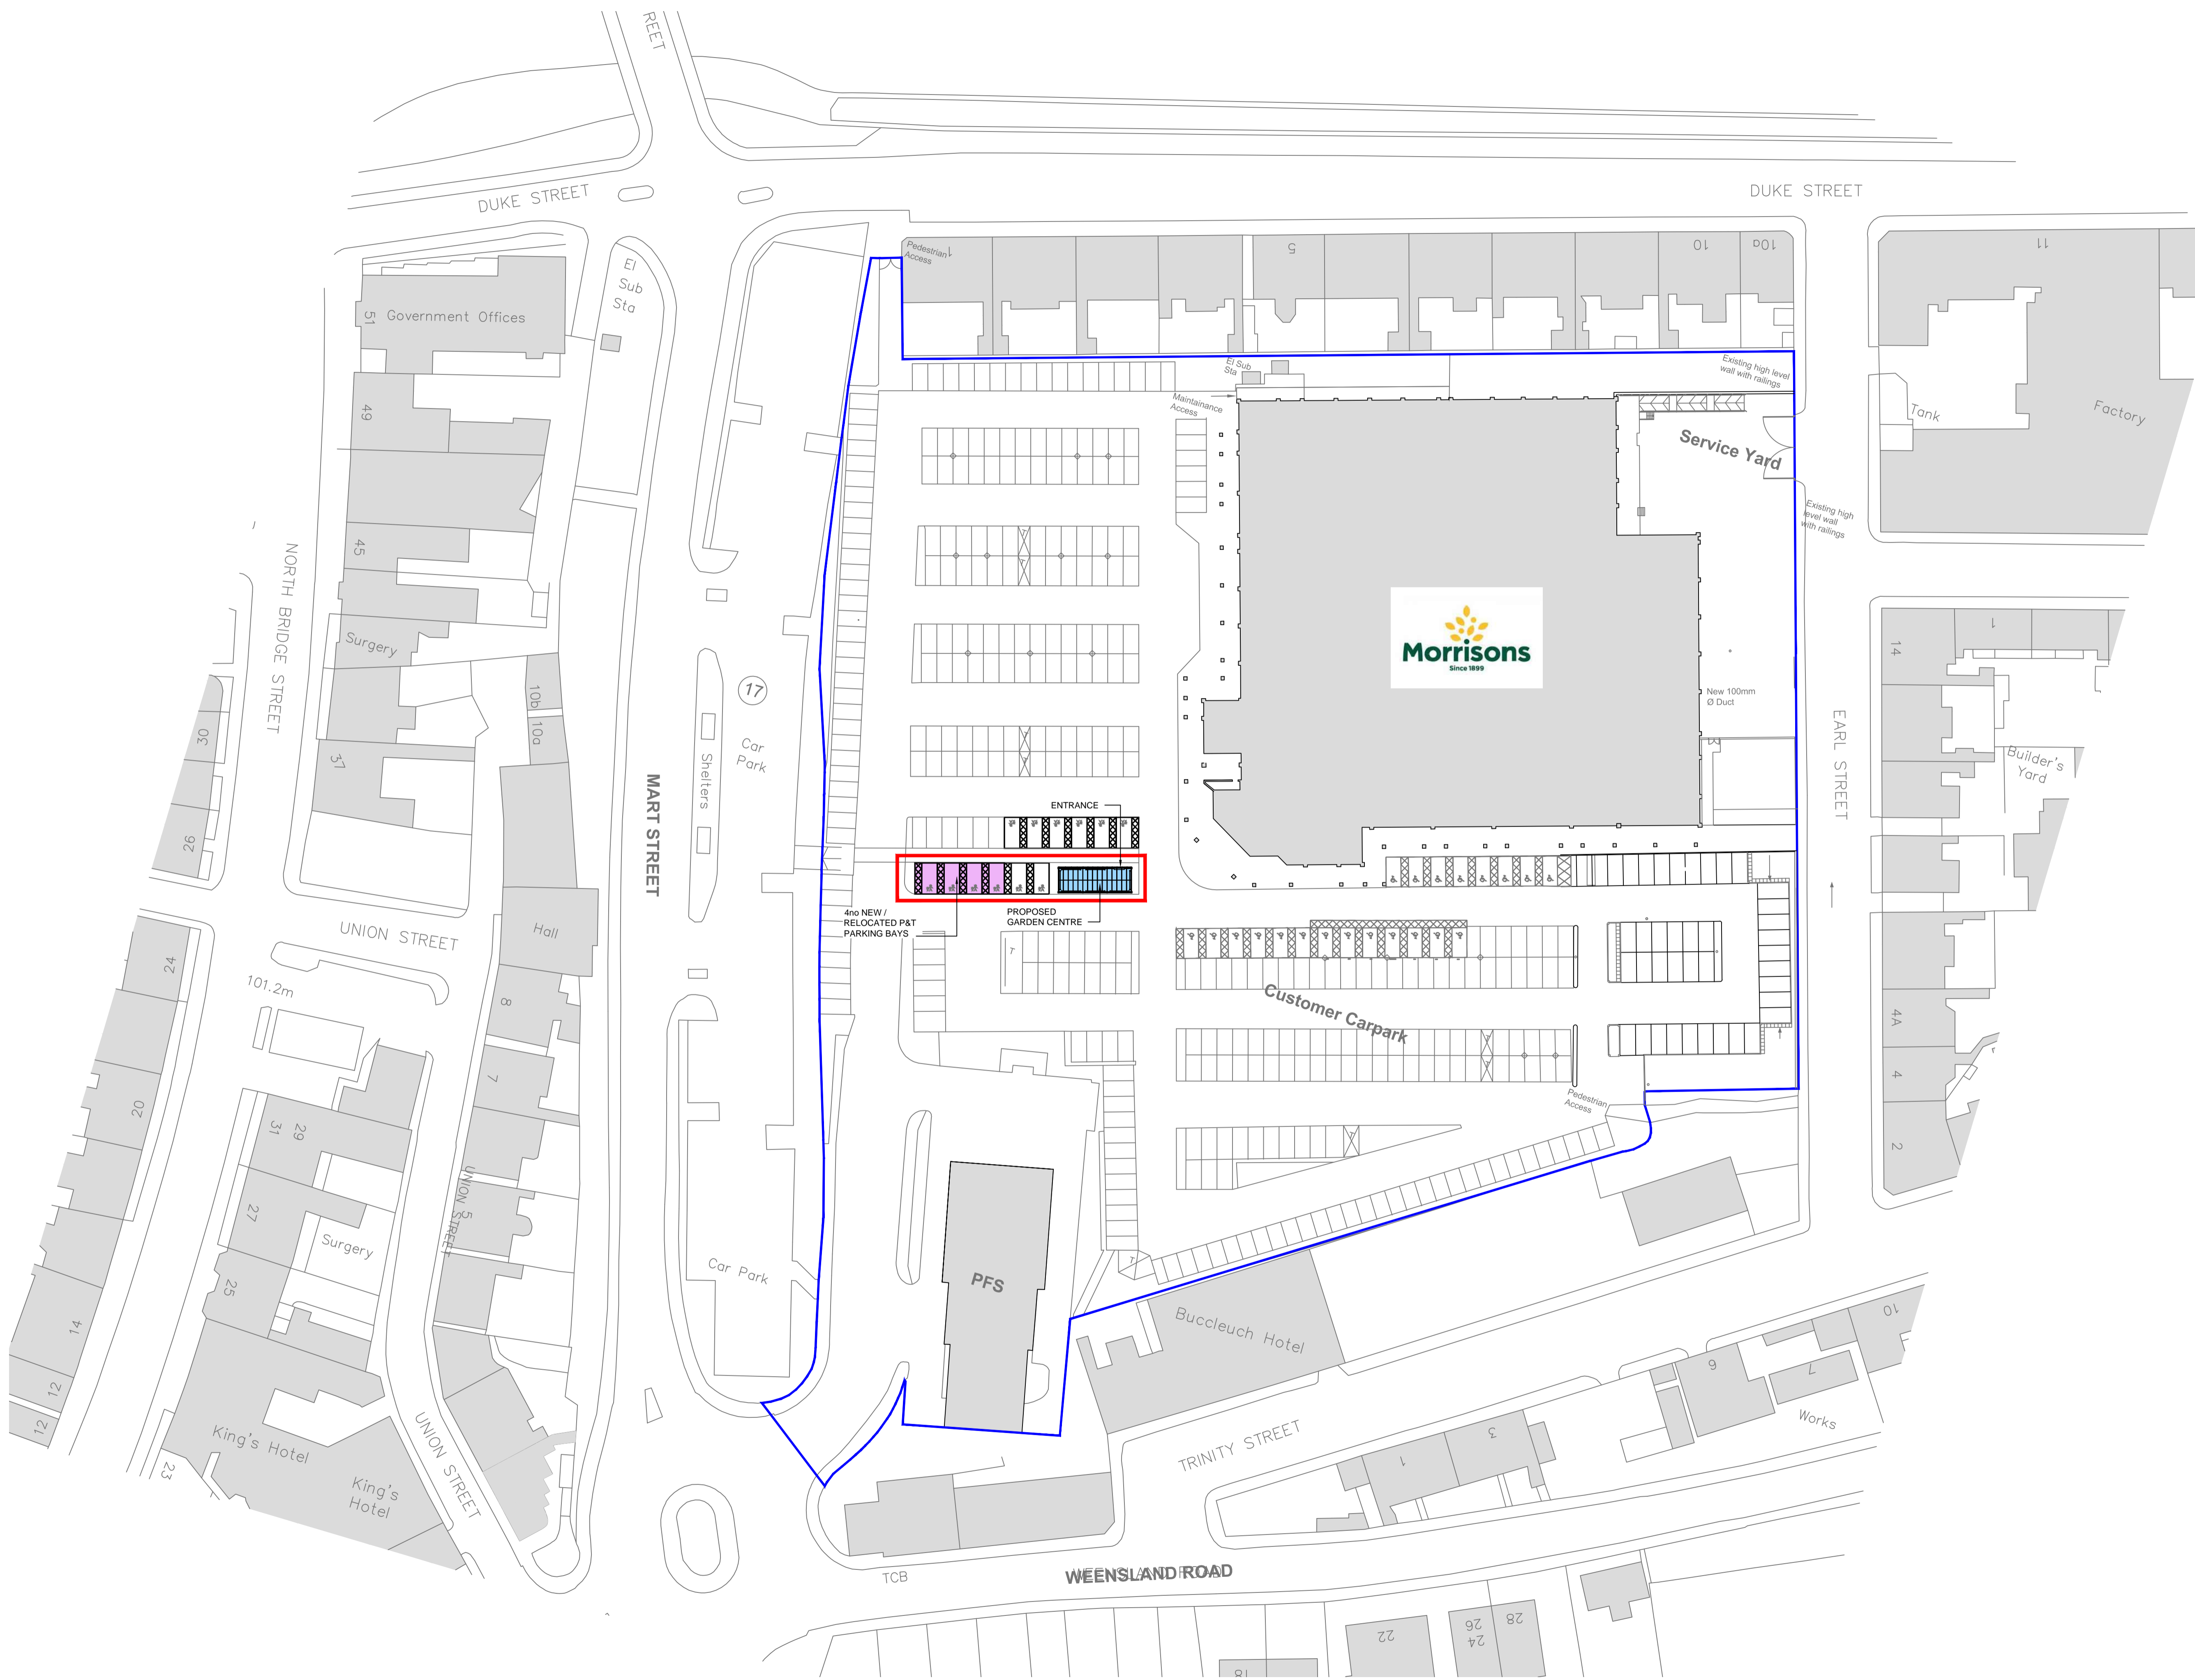 REET
DUKE STREET
DUKE STREET
El
Sub
Sta
Pedestrian
Access
1
5
10
10a
11
51
Government Offices
49
El Sub
Sta
Existing high level
wall with railings
Maintainance
Access
Service Yard
Tank
Factory
Existing high
level wall
with railings
45
NORTH BRIDGE STREET
Surgery
Morrisons
Since 1899
14
1
17
10b
10a
New 100mm
Ø Duct
30
37
Car
Park
Shelters
MART STREET
EARL STREET
Builder's
Yard
26
ENTRANCE
4no NEW /
RELOCATED P&T
PARKING BAYS
PROPOSED
GARDEN CENTRE
UNION STREET
Hall
24
101.2m
8
T
Customer Carpark
4A
7
4
20
31
29
Pedestrian
Access
2
UNION STREET
5
27
Surgery
25
Car Park
PFS
T
14
Buccleuch Hotel
10
12
6
7
12
King's Hotel
UNION STREET
Works
23
King's
Hotel
TRINITY STREET
1
3
TCB
WEENSLAND ROAD
WEENSLAND ROAD
22
26
24
28
18